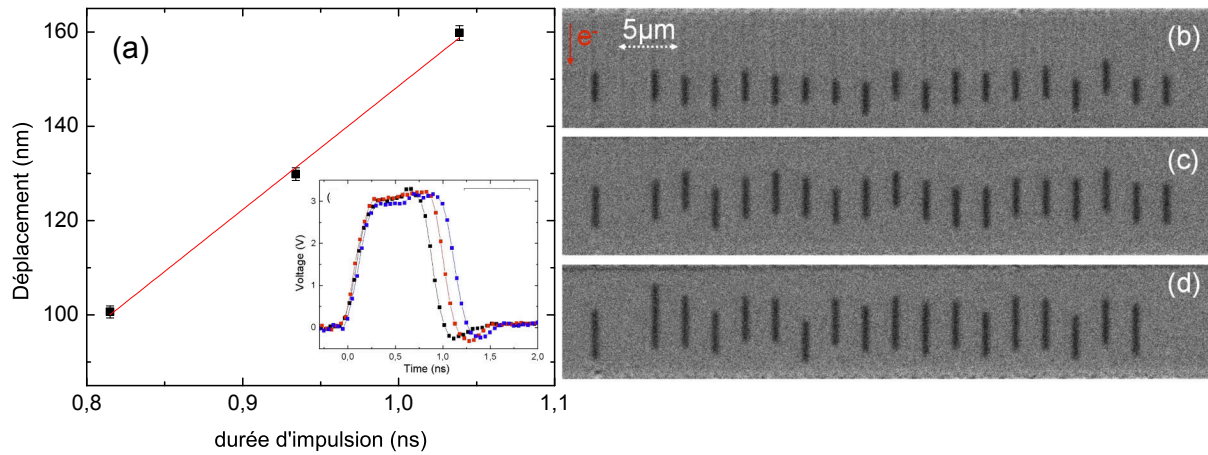 160
140
120
100
0,8
0,9
1,0
1,1
Déplacement (nm)
durée d'impulsion (ns)
(a)
(
3
2
1
0
0,0
0,5
1,0
1,5
2,0
Voltage (V)
Time (ns)
e-
5µm
(b)
(c)
(d)